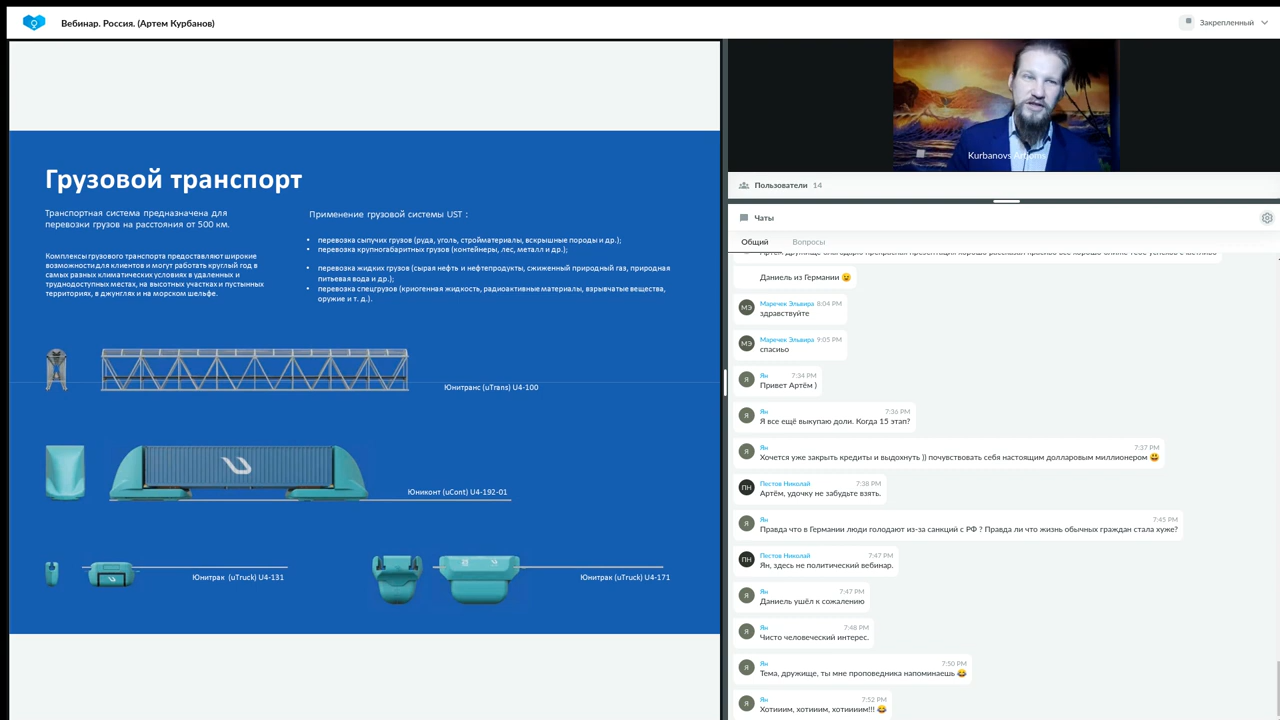 Вебинар. Россия. (Артем Курбанов)
Закрепленный
Грузовой транспорт
Транспортная система предназначена для
перевозки грузов на расстояния от 500 км.
Комплексы грузового транспорта предоставляют широкие
возможности для клиентов и могут работать круглый год в
самых разных климатических условиях в удаленных и
труднодоступных местах, на высотных участках и пустынных
территориях, в джунглях и на морском шельфе.
Применение грузовой системы UST :
• перевозка сыпучих грузов (руда, уголь, стройматериалы, вскрышные породы и др.);
• перевозка крупногабаритных грузов (контейнеры, лес, металл и др.);
• перевозка жидких грузов (сырая нефть и нефтепродукты, сжиженный природный газ, природная
питьевая вода и др.);
• перевозка спецгрузов (криогенная жидкость, радиоактивные материалы, взрывчатые вещества,
оружие и т. д.).
Юнитранс (uTrans) U4-100
Юниконт (uCont) U4-192-01
Юнитрак (uTruck) U4-131
Юнитрак (uTruck) U4-171
Kurbanovs
Пользователи 14
Чаты
Общий
Вопросы
Даниель из Германии 😉
МЭ
Маречек Эльвира 8:04 PM
здравствуйте
МЭ
Маречек Эльвира 9:05 PM
спасиьо
Я
Ян 7:34 PM
Привет Артём )
Я
Ян 7:36 PM
Я все ещё выкупаю доли. Когда 15 этап?
Я
Ян 7:37 PM
Хочется уже закрыть кредиты и выдохнуть )) почувствовать себя настоящим долларовым миллионером 😃
ПН
Пестов Николай 7:38 PM
Артём, удочку не забудьте взять.
Я
Ян 7:45 PM
Правда что в Германии люди голодают из-за санкций с РФ ? Правда ли что жизнь обычных граждан стала хуже?
ПН
Пестов Николай 7:47 PM
Ян, здесь не политический вебинар.
Я
Ян 7:47 PM
Даниель ушёл к сожалению
Я
Ян 7:48 PM
Чисто человеческий интерес.
Я
Ян 7:50 PM
Тема, дружище, ты мне проповедника напоминаешь 😂
Я
Ян 7:52 PM
Хотииим, хотииим, хотиииим!!! 😂